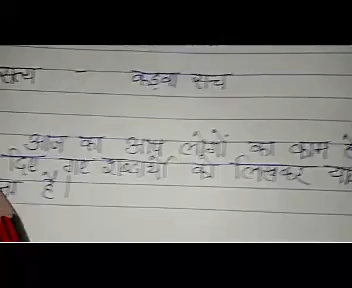 सत्य - कड़वा सच
आज का आप लोगों का काम है
दिए गए शब्दार्थो को लिखकर याद
है।